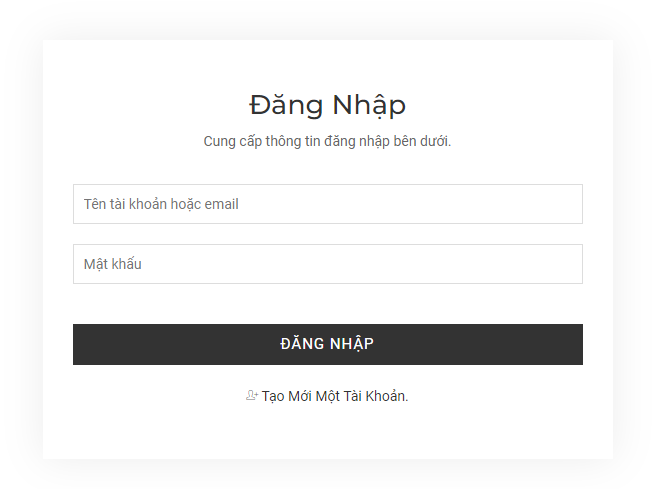 Đăng Nhập
Cung cấp thông tin đăng nhập bên dưới.
Tên tài khoản hoặc email
Mật khẩu
ĐĂNG NHẬP
Tạo Mới Một Tài Khoản.